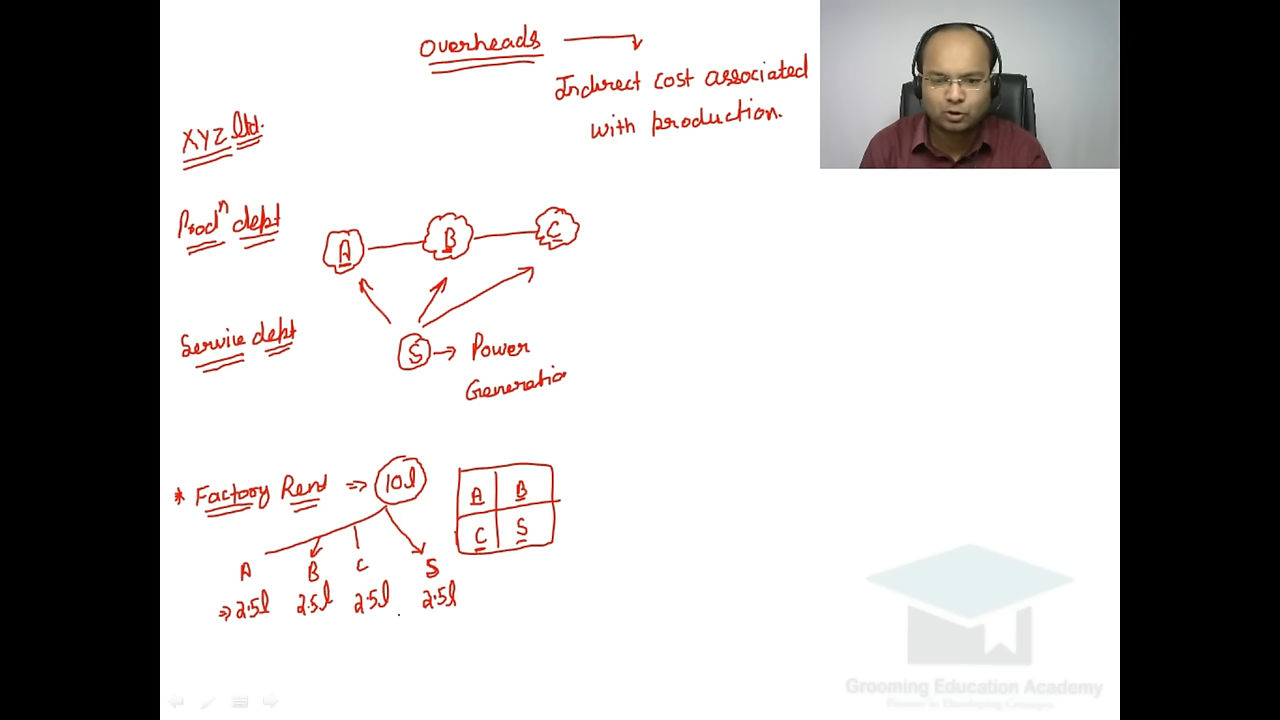 Overheads
Indirect cost associated
with production.
XYZ ltd.
Prodⁿ dept
A
B
C
Service dept
S → Power
Generation
* Factory Rent ⇒ 10l
A B
C S
A B C S
⇒ 2.5l 2.5l 2.5l 2.5l
Grooming Education Academy